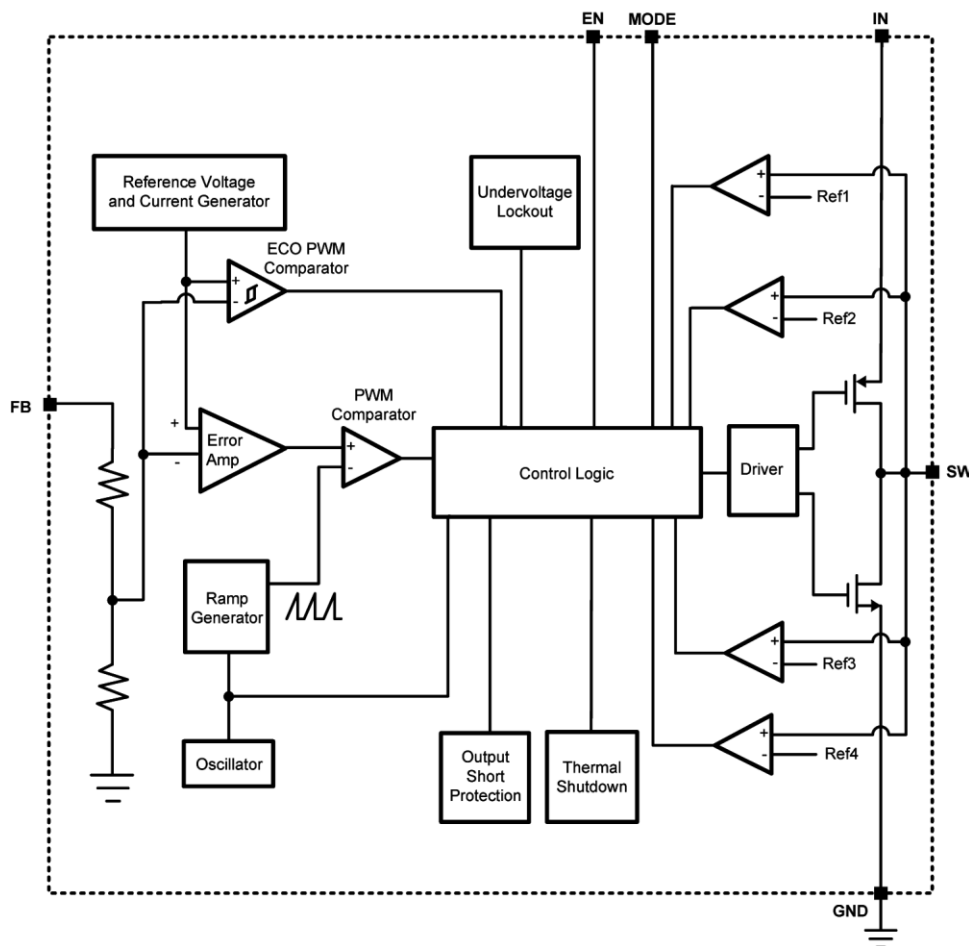 EN
MODE
IN
Reference Voltage
and Current Generator
Undervoltage
Lockout
+
-
Ref1
ECO PWM
Comparator
+
-
+
-
Ref2
FB
PWM
Comparator
+
-
Error
Amp
+
-
Control Logic
Driver
SW
Ramp
Generator
+
-
Ref3
Oscillator
Output
Short
Protection
Thermal
Shutdown
+
-
Ref4
GND